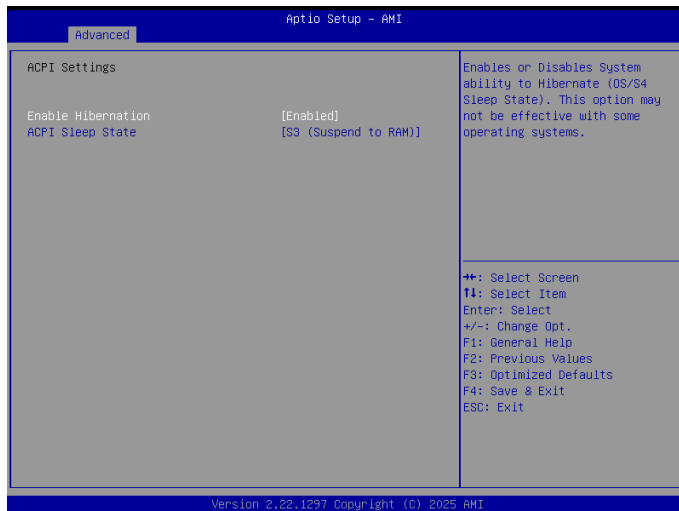 Aptio Setup - AMI
Advanced
ACPI Settings
Enable Hibernation [Enabled]
ACPI Sleep State [S3 (Suspend to RAM)]
Enables or Disables System
ability to Hibernate (OS/S4
Sleep State). This option may
not be effective with some
operating systems.
→←: Select Screen
↑↓: Select Item
Enter: Select
+/-: Change Opt.
F1: General Help
F2: Previous Values
F3: Optimized Defaults
F4: Save & Exit
ESC: Exit
Version 2.22.1297 Copyright (C) 2025 AMI